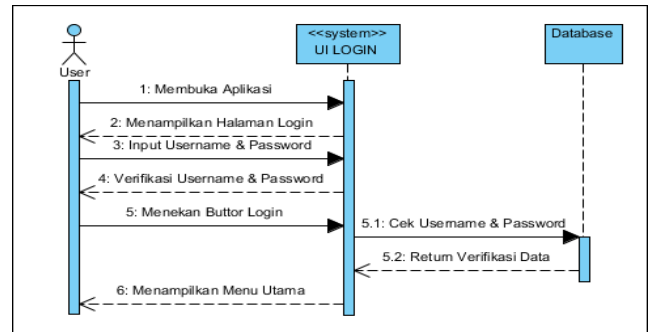 <<system>>
UI LOGIN
Database
User
1: Membuka Aplikasi
2: Menampilkan Halaman Login
3: Input Username & Password
4: Verifikasi Username & Password
5: Menekan Buttor Login
5.1: Cek Username & Password
5.2: Return Verifikasi Data
6: Menampilkan Menu Utama